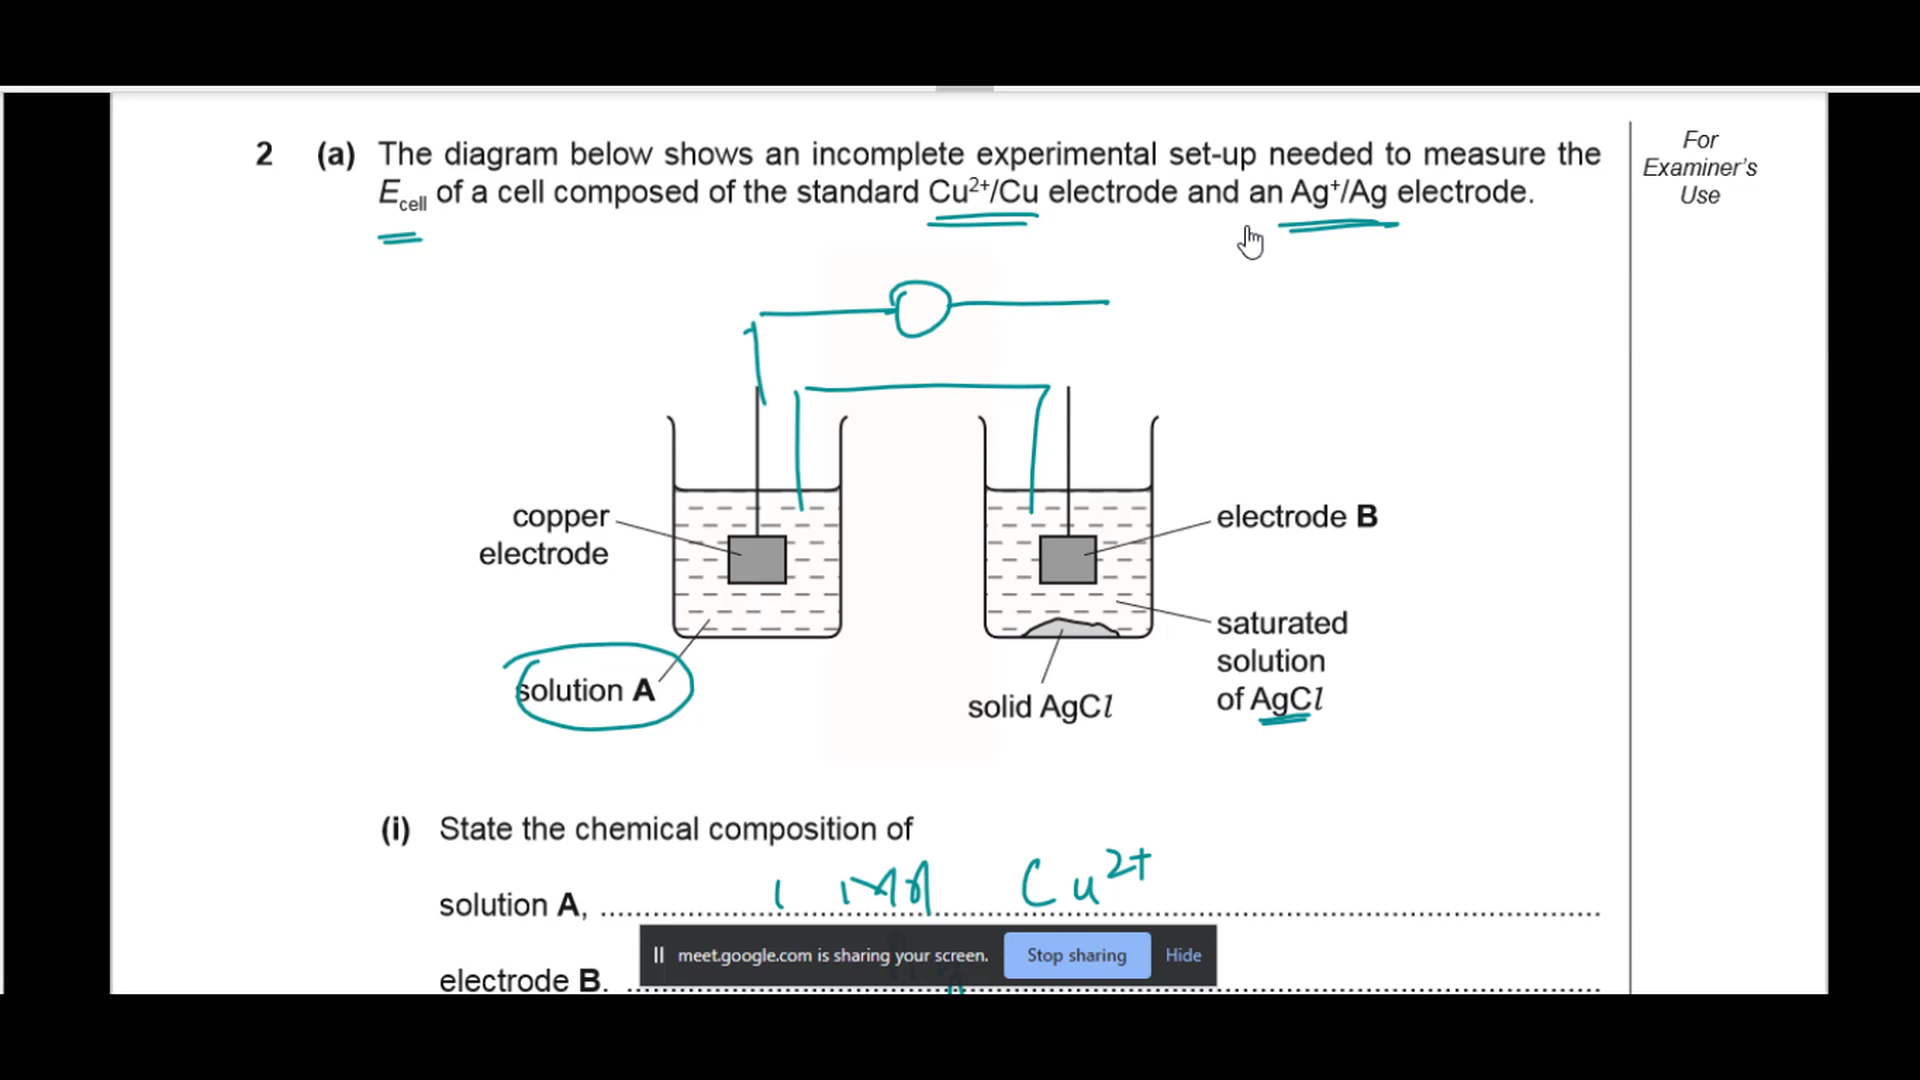 2 (a) The diagram below shows an incomplete experimental set-up needed to measure the
E cell of a cell composed of the standard Cu²⁺/Cu electrode and an Ag⁺/Ag electrode.
For
Examiner's
Use
copper
electrode
electrode B
saturated
solution
of AgCl
solution A
solid AgCl
(i) State the chemical composition of
solution A, 1 Cu²⁺
meet.google.com is sharing your screen. Stop sharing Hide
electrode B.